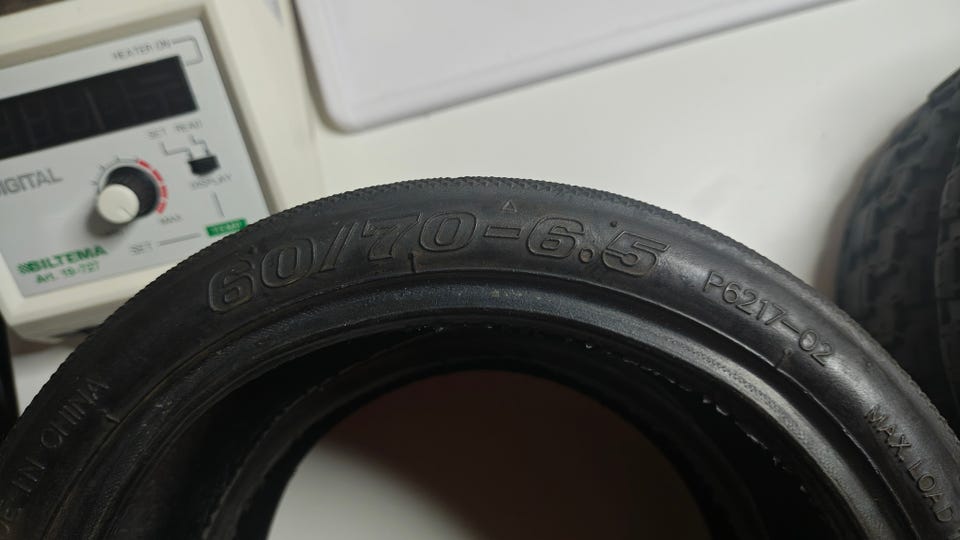 HEATER ON
SET READ
DISPLAY
DIGITAL
MAX
TEMP
SET
BILTEMA
Art. 19-727
60/70-6.5
P6217-02
IN CHINA
MAX. LOAD